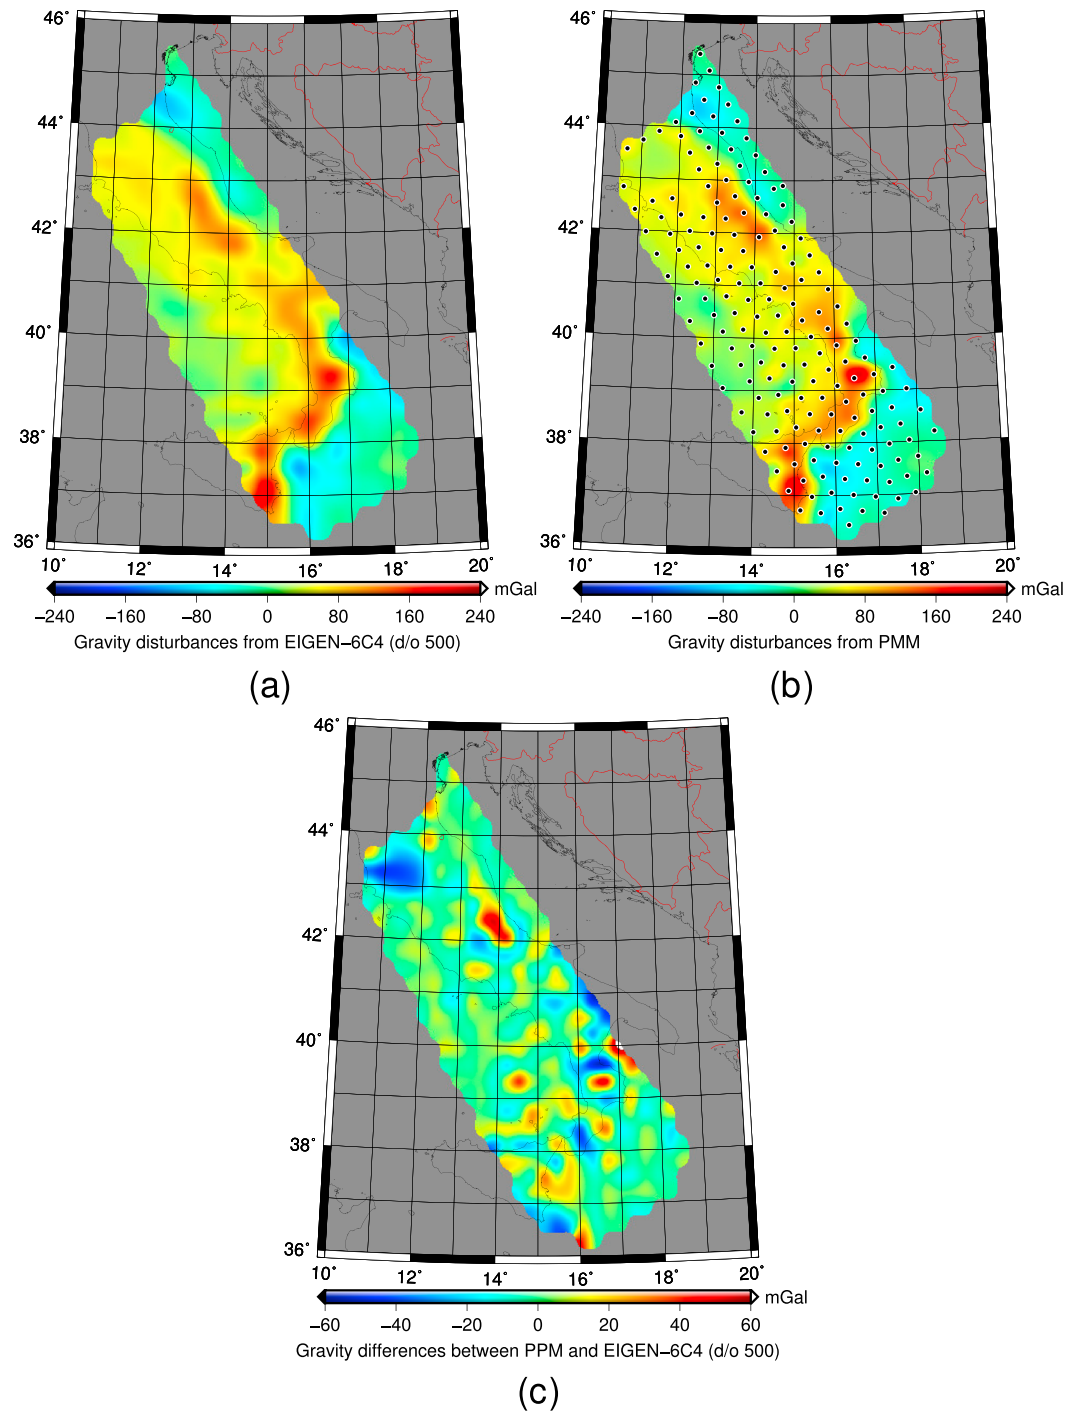 46° 46°
44° 44°
42° 42°
40° 40°
38° 38°
36° 36°
10° 12° 14° 16° 18° 20° 10° 12° 14° 16° 18° 20°
mGal mGal
−240 −160 −80 0 80 160 240 −240 −160 −80 0 80 160 240
Gravity disturbances from EIGEN−6C4 (d/o 500) Gravity disturbances from PMM
(a) (b)
46°
44°
42°
40°
38°
36°
10° 12° 14° 16° 18° 20°
mGal
−60 −40 −20 0 20 40 60
Gravity differences between PPM and EIGEN−6C4 (d/o 500)
(c)